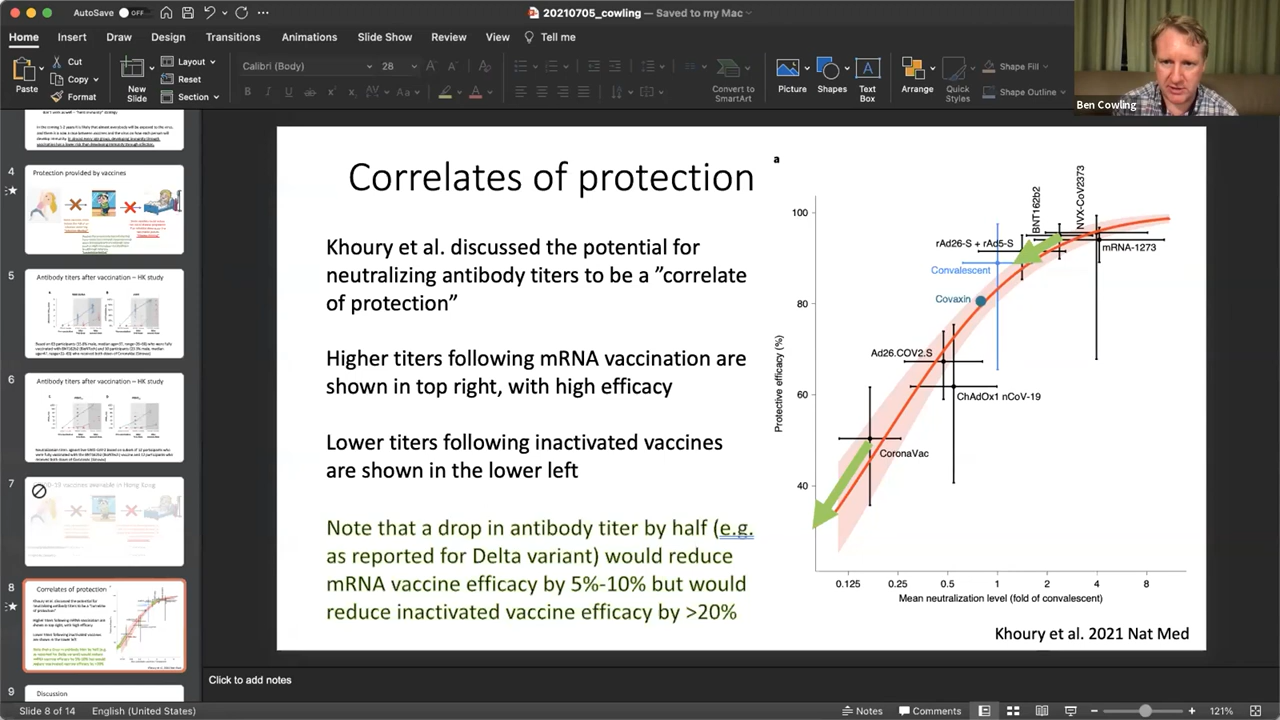 AutoSave OFF
20210705_cowling — Saved to my Mac
Home Insert Draw Design Transitions Animations Slide Show Review View Tell me
Paste
Cut
Copy
Format
New Slide
Layout
Reset
Section
Calibri (Body) 28
Convert to SmartArt
Picture
Shapes
Text Box
Arrange
Quick Styles
Shape Fill
Shape Outline
Ben Cowling
4
Protection provided by vaccines
5
Antibody titers after vaccination – HK study
6
Antibody titers after vaccination – HK study
7
8
Correlates of protection
9
Discussion
Correlates of protection
Khoury et al. discusses the potential for
neutralizing antibody titers to be a ”correlate
of protection”
Higher titers following mRNA vaccination are
shown in top right, with high efficacy
Lower titers following inactivated vaccines
are shown in the lower left
Note that a drop in antibody titer by half (e.g.
as reported for Delta variant) would reduce
mRNA vaccine efficacy by 5%-10% but would
reduce inactivated vaccine efficacy by >20%
a
Protective efficacy (%)
100
80
60
40
BNT162b2
NVX-CoV2373
rAd26-S + rAd5-S
mRNA-1273
Convalescent
Covaxin
Ad26.COV2.S
ChAdOx1 nCoV-19
CoronaVac
0.125 0.25 0.5 1 2 4 8
Mean neutralization level (fold of convalescent)
Khoury et al. 2021 Nat Med
Click to add notes
Slide 8 of 14 English (United States) Notes Comments 121%